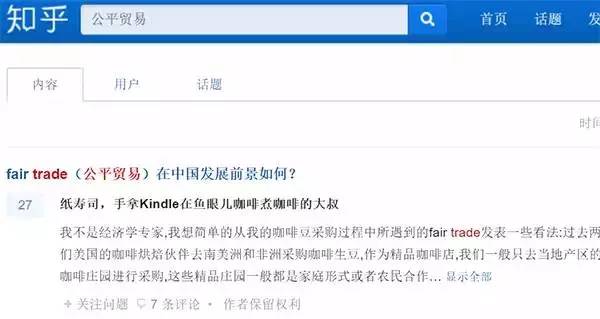 知乎 公平贸易 首页 话题 发
内容 用户 话题
时间
fair trade（公平贸易）在中国发展前景如何？
27 纸寿司，手拿Kindle在鱼眼儿咖啡煮咖啡的大叔
我不是经济学专家,我想简单的从我的咖啡豆采购过程中所遇到的fair trade发表一些看法:过去两
们美国的咖啡烘焙伙伴去南美洲和非洲采购咖啡生豆,作为精品咖啡店,我们一般只去当地产区的
咖啡庄园进行采购,这些精品庄园一般都是家庭形式或者农民合作… 显示全部
关注问题 7 条评论 • 作者保留权利